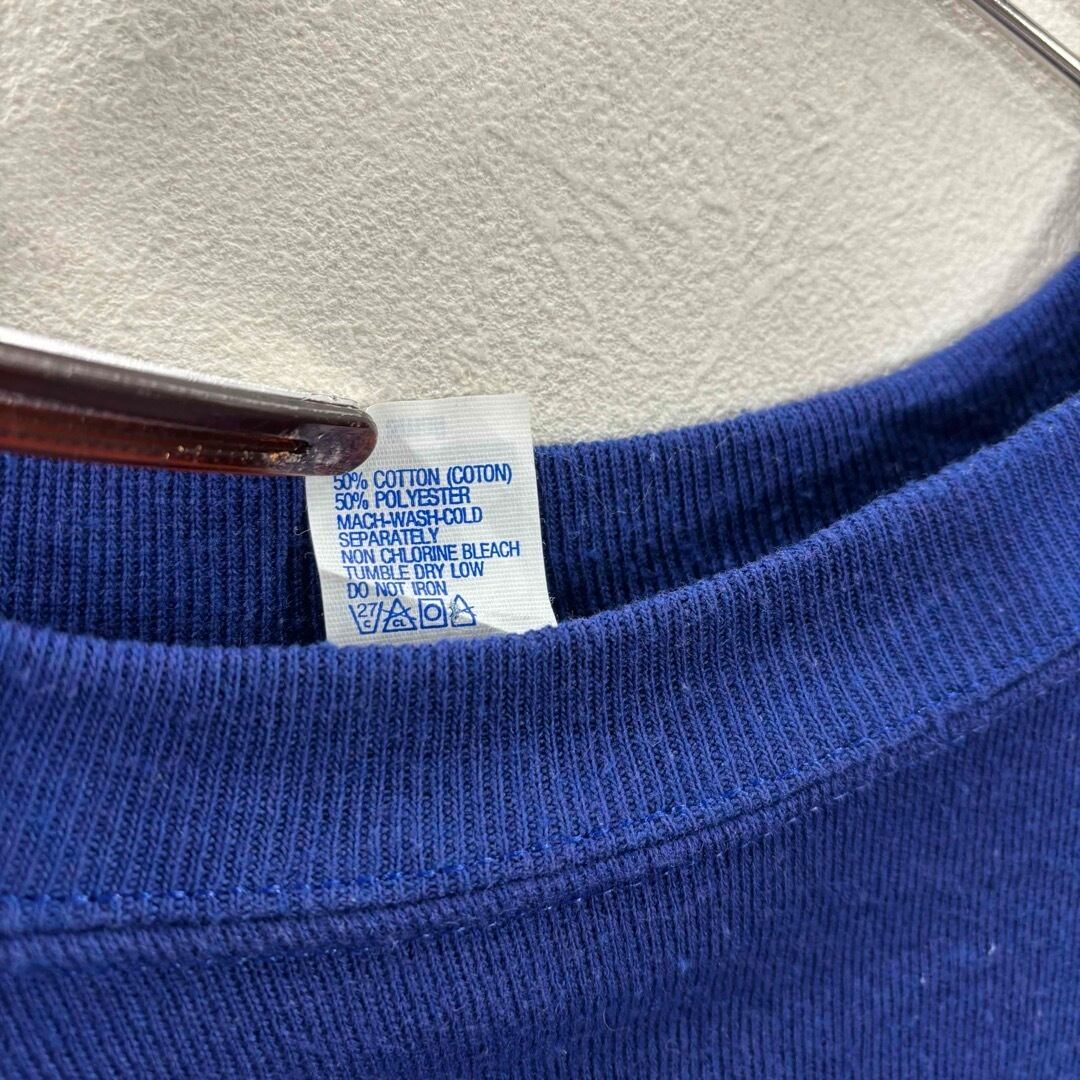 50% COTTON (COTON)
50% POLYESTER
MACH-WASH-COLD
SEPARATELY
NON CHLORINE BLEACH
TUMBLE DRY LOW
DO NOT IRON
27 C CL